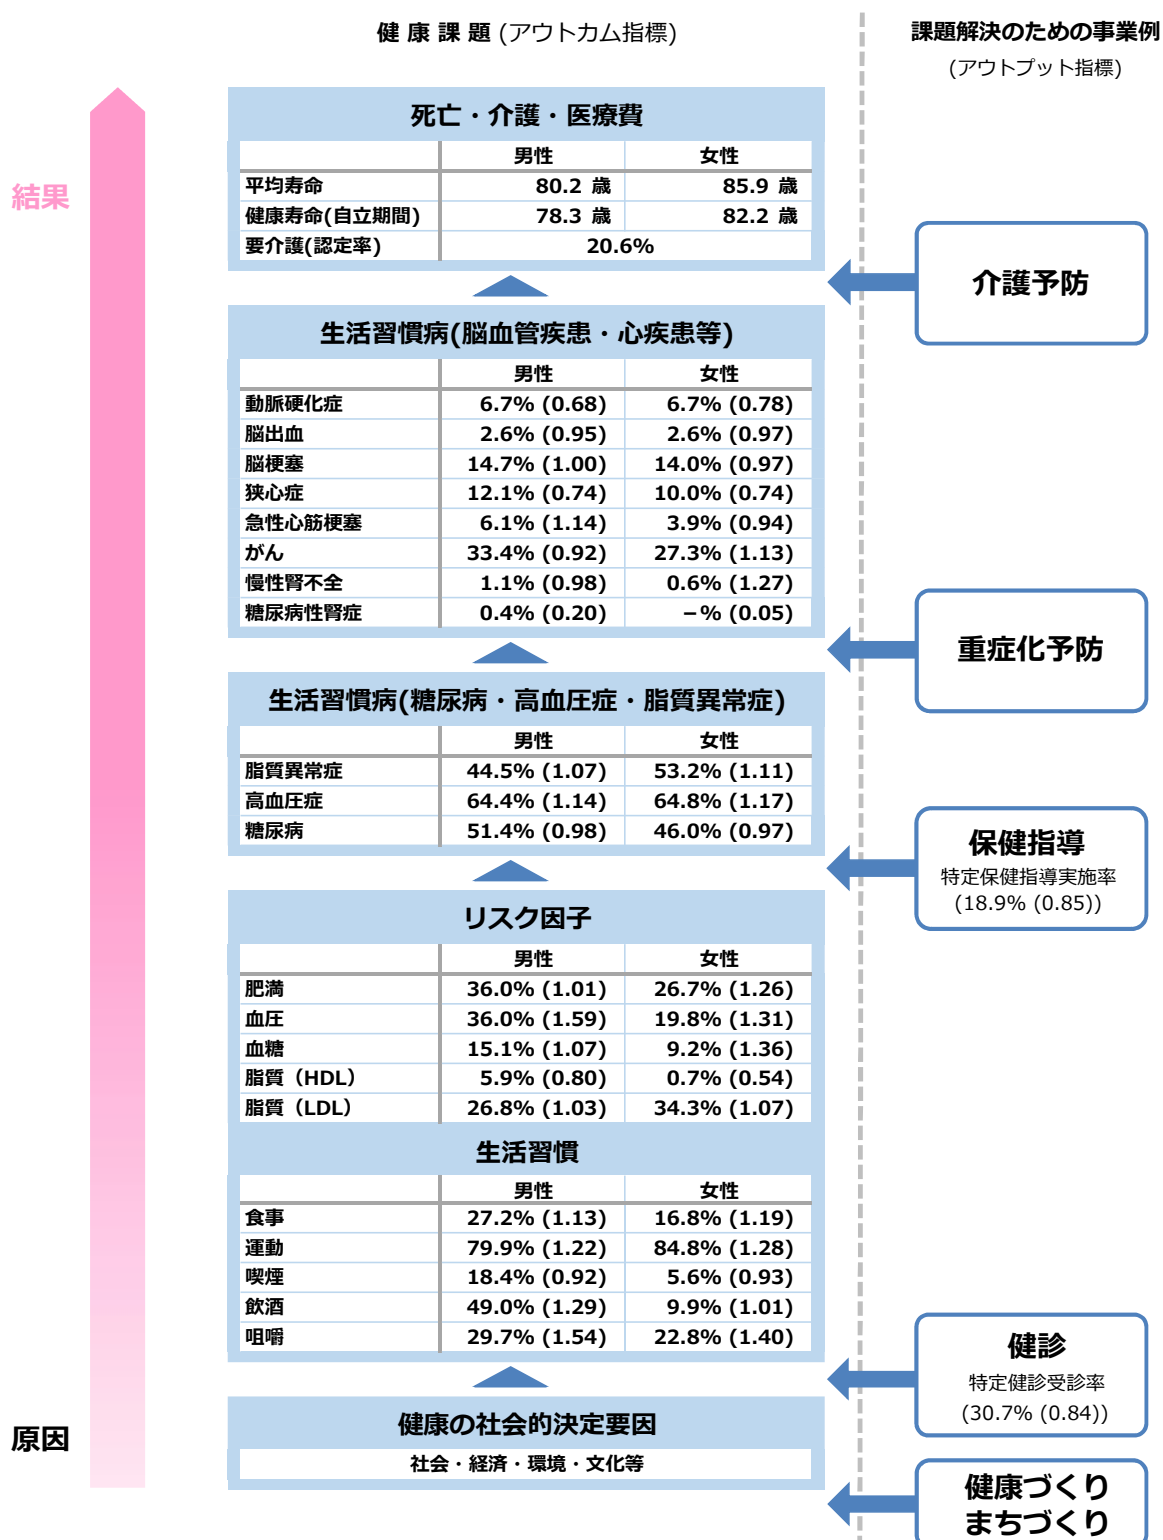 健 康 課 題 (アウトカム指標)
課題解決のための事業例
(アウトプット指標)
結果
死亡・介護・医療費
男性 女性
平均寿命 80.2 歳 85.9 歳
健康寿命(自立期間) 78.3 歳 82.2 歳
要介護(認定率) 20.6%
介護予防
生活習慣病(脳血管疾患・心疾患等)
男性 女性
動脈硬化症 6.7% (0.68) 6.7% (0.78)
脳出血 2.6% (0.95) 2.6% (0.97)
脳梗塞 14.7% (1.00) 14.0% (0.97)
狭心症 12.1% (0.74) 10.0% (0.74)
急性心筋梗塞 6.1% (1.14) 3.9% (0.94)
がん 33.4% (0.92) 27.3% (1.13)
慢性腎不全 1.1% (0.98) 0.6% (1.27)
糖尿病性腎症 0.4% (0.20) －% (0.05)
重症化予防
生活習慣病(糖尿病・高血圧症・脂質異常症)
男性 女性
脂質異常症 44.5% (1.07) 53.2% (1.11)
高血圧症 64.4% (1.14) 64.8% (1.17)
糖尿病 51.4% (0.98) 46.0% (0.97)
保健指導
特定保健指導実施率
(18.9% (0.85))
リスク因子
男性 女性
肥満 36.0% (1.01) 26.7% (1.26)
血圧 36.0% (1.59) 19.8% (1.31)
血糖 15.1% (1.07) 9.2% (1.36)
脂質（HDL） 5.9% (0.80) 0.7% (0.54)
脂質（LDL） 26.8% (1.03) 34.3% (1.07)
生活習慣
男性 女性
食事 27.2% (1.13) 16.8% (1.19)
運動 79.9% (1.22) 84.8% (1.28)
喫煙 18.4% (0.92) 5.6% (0.93)
飲酒 49.0% (1.29) 9.9% (1.01)
咀嚼 29.7% (1.54) 22.8% (1.40)
健診
特定健診受診率
(30.7% (0.84))
原因
健康の社会的決定要因
社会・経済・環境・文化等
健康づくり
まちづくり